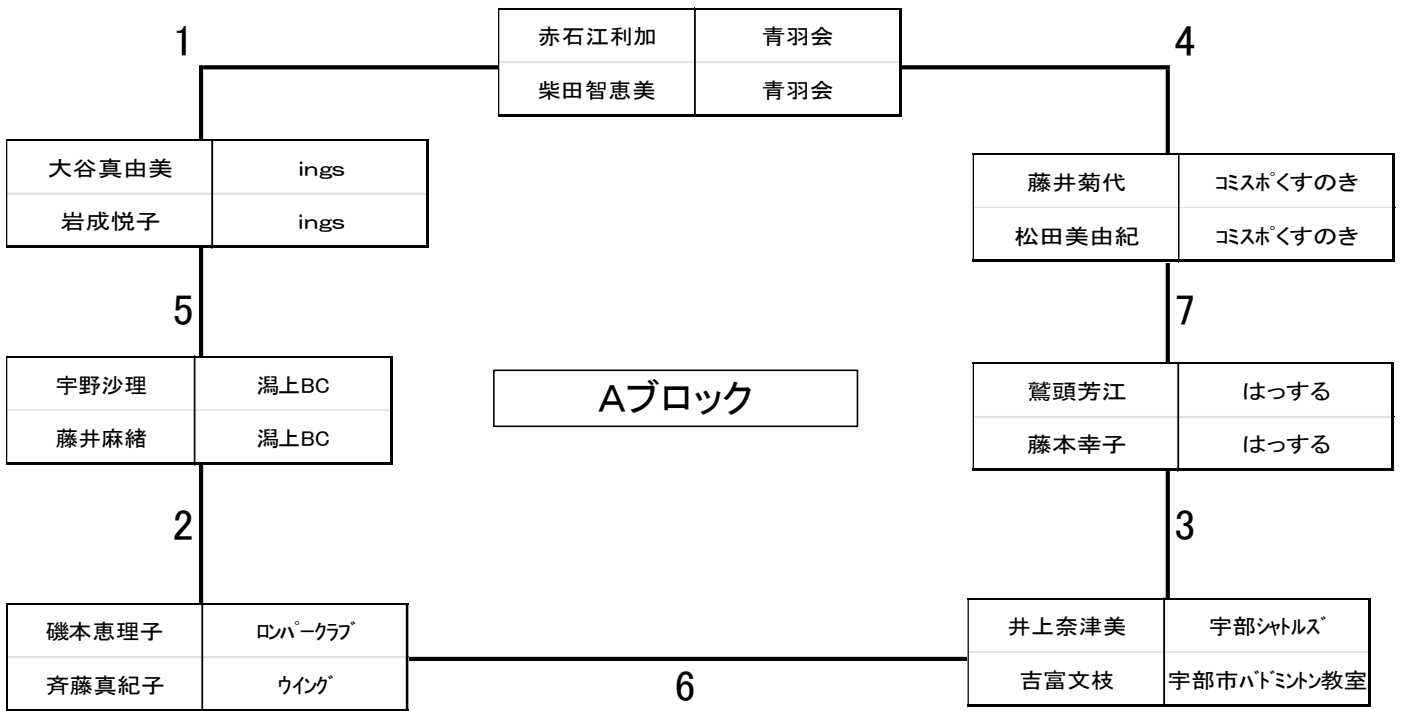 1
赤石江利加 青羽会
4
柴田智恵美 青羽会
大谷真由美 ings
岩成悦子 ings
藤井菊代 ｺﾐｽﾎﾟくすのき
松田美由紀 ｺﾐｽﾎﾟくすのき
5
7
宇野沙理 潟上BC
藤井麻緒 潟上BC
Aブロック
鷲頭芳江 はっする
藤本幸子 はっする
2
3
磯本恵理子 ﾛﾝﾊﾟｰｸﾗﾌﾞ
斉藤真紀子 ｳｲﾝｸﾞ
井上奈津美 宇部ｼｬﾄﾙｽﾞ
吉富文枝 宇部市ﾊﾞﾄﾞﾐﾝﾄﾝ教室
6